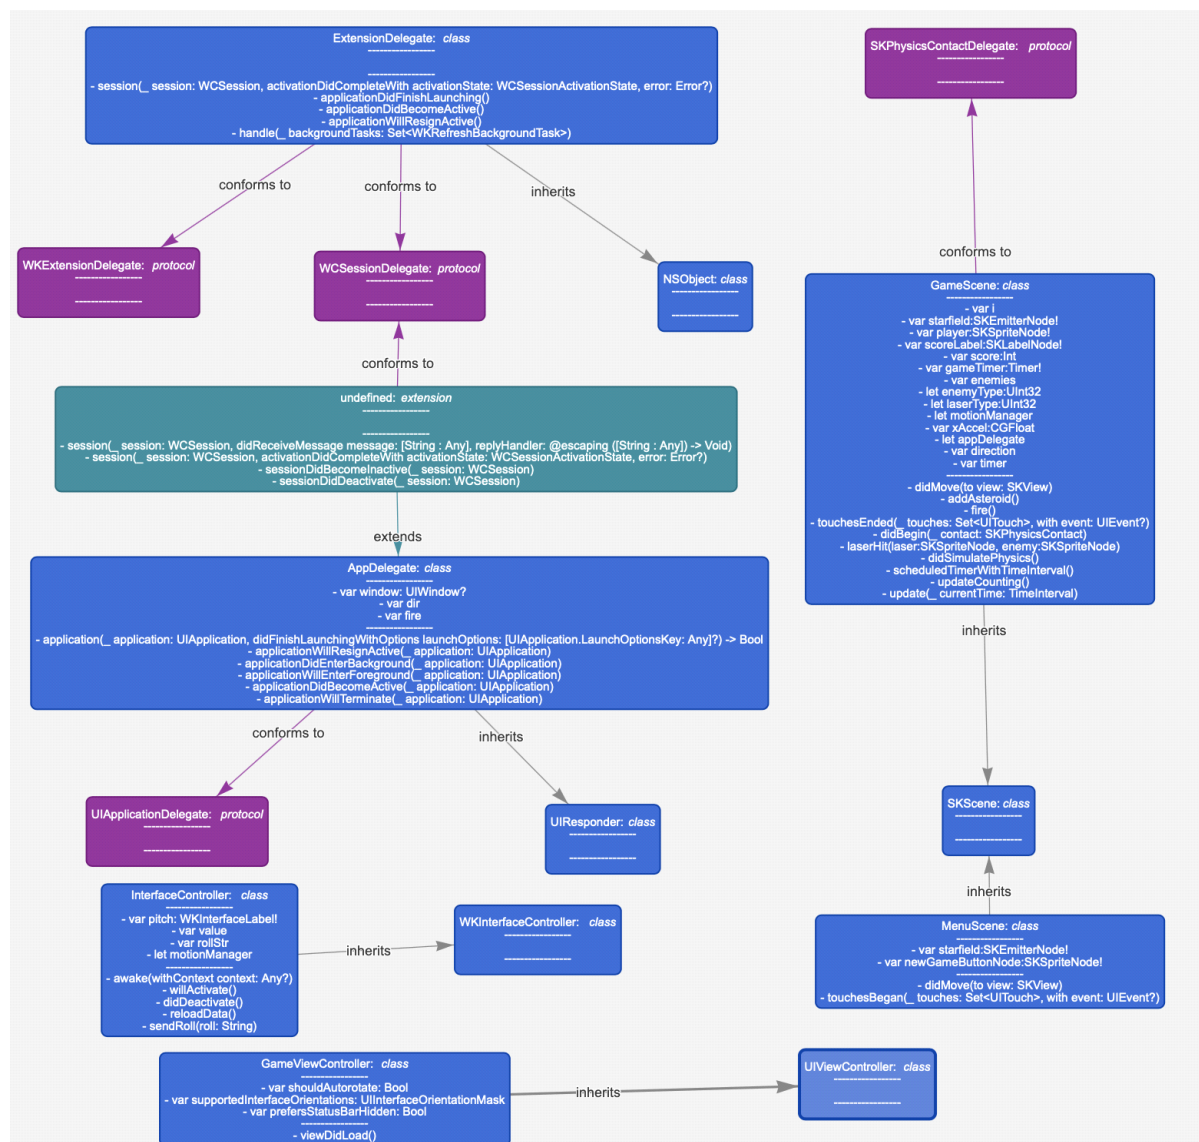 ExtensionDelegate: class
-----------------
-----------------
- session(_ session: WCSession, activationDidCompleteWith activationState: WCSessionActivationState, error: Error?)
- applicationDidFinishLaunching()
- applicationDidBecomeActive()
- applicationWillResignActive()
- handle(_ backgroundTasks: Set<WKRefreshBackgroundTask>)
SKPhysicsContactDelegate: protocol
-----------------
-----------------
conforms to
conforms to
inherits
WKExtensionDelegate: protocol
-----------------
-----------------
WCSessionDelegate: protocol
-----------------
-----------------
NSObject: class
-----------------
-----------------
conforms to
GameScene: class
-----------------
- var i
- var starfield:SKEmitterNode!
- var player:SKSpriteNode!
- var scoreLabel:SKLabelNode!
- var score:Int
- var gameTimer:Timer!
- var enemies
- let enemyType:UInt32
- let laserType:UInt32
- let motionManager
- var xAccel:CGFloat
- let appDelegate
- var direction
- var timer
-----------------
- didMove(to view: SKView)
- addAsteroid()
- fire()
- touchesEnded(_ touches: Set<UITouch>, with event: UIEvent?)
- didBegin(_ contact: SKPhysicsContact)
- laserHit(laser:SKSpriteNode, enemy:SKSpriteNode)
- didSimulatePhysics()
- scheduledTimerWithTimeInterval()
- updateCounting()
- update(_ currentTime: TimeInterval)
conforms to
undefined: extension
-----------------
-----------------
- session(_ session: WCSession, didReceiveMessage message: [String : Any], replyHandler: @escaping ([String : Any]) -> Void)
- session(_ session: WCSession, activationDidCompleteWith activationState: WCSessionActivationState, error: Error?)
- sessionDidBecomeInactive(_ session: WCSession)
- sessionDidDeactivate(_ session: WCSession)
extends
AppDelegate: class
-----------------
- var window: UIWindow?
- var dir
- var fire
-----------------
- application(_ application: UIApplication, didFinishLaunchingWithOptions launchOptions: [UIApplication.LaunchOptionsKey: Any]?) -> Bool
- applicationWillResignActive(_ application: UIApplication)
- applicationDidEnterBackground(_ application: UIApplication)
- applicationWillEnterForeground(_ application: UIApplication)
- applicationDidBecomeActive(_ application: UIApplication)
- applicationWillTerminate(_ application: UIApplication)
inherits
conforms to
inherits
UIApplicationDelegate: protocol
-----------------
-----------------
UIResponder: class
-----------------
-----------------
SKScene: class
-----------------
-----------------
inherits
InterfaceController: class
-----------------
- var pitch: WKInterfaceLabel!
- var value
- var rollStr
- let motionManager
-----------------
- awake(withContext context: Any?)
- willActivate()
- didDeactivate()
- reloadData()
- sendRoll(roll: String)
inherits
WKInterfaceController: class
-----------------
-----------------
MenuScene: class
-----------------
- var starfield:SKEmitterNode!
- var newGameButtonNode:SKSpriteNode!
-----------------
- didMove(to view: SKView)
- touchesBegan(_ touches: Set<UITouch>, with event: UIEvent?)
GameViewController: class
-----------------
- var shouldAutorotate: Bool
- var supportedInterfaceOrientations: UIInterfaceOrientationMask
- var prefersStatusBarHidden: Bool
-----------------
- viewDidLoad()
inherits
UIViewController: class
-----------------
-----------------